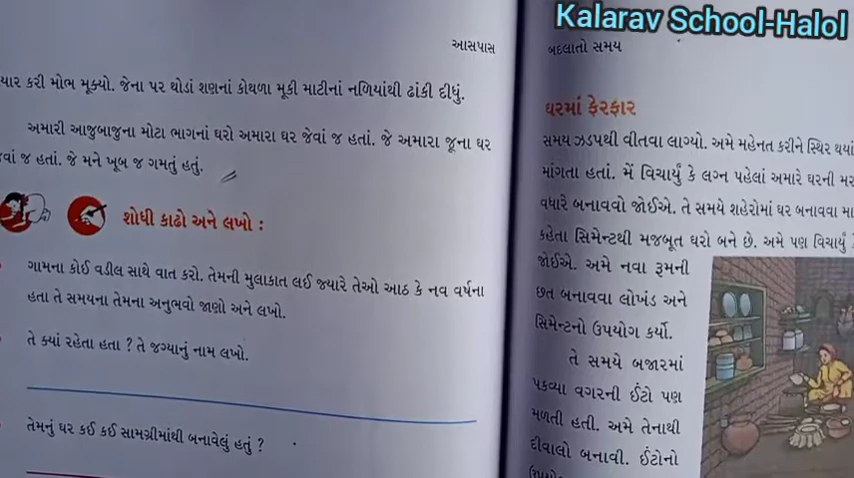 Kalarav School-Halol
આસપાસ
યાર કરી મોભ મૂક્યો. જેના પર થોડાં શણનાં કોથળા મૂકી માટીનાં નળિયાંથી ઢાંકી દીધું.
અમારી આજુબાજુના મોટા ભાગનાં ઘરો અમારા ઘર જેવાં જ હતાં. જે અમારા જૂના ઘર
જેવાં જ હતાં. જે મને ખૂબ જ ગમતું હતું.
શોધી કાઢો અને લખો :
ગામના કોઈ વડીલ સાથે વાત કરો. તેમની મુલાકાત લઈ જ્યારે તેઓ આઠ કે નવ વર્ષના
હતા તે સમયના તેમના અનુભવો જાણો અને લખો.
તે ક્યાં રહેતા હતા ? તે જગ્યાનું નામ લખો.
તેમનું ઘર કઈ કઈ સામગ્રીમાંથી બનાવેલું હતું ?
બદલાતો સમય
ઘરમાં ફેરફાર
સમય ઝડપથી વીતવા લાગ્યો. અમે મહેનત કરીને સ્થિર થયાં
માંગતા હતાં. મેં વિચાર્યું કે લગ્ન પહેલાં અમારે ઘરની મર
વધારે બનાવવો જોઈએ. તે સમયે શહેરોમાં ઘર બનાવવા મા
કહેતા સિમેન્ટથી મજબૂત ઘરો બને છે. અમે પણ વિચાર્યું
જોઈએ. અમે નવા રૂમની
છત બનાવવા લોખંડ અને
સિમેન્ટનો ઉપયોગ કર્યો.
તે સમયે બજારમાં
પકવ્યા વગરની ઈંટો પણ
મળતી હતી. અમે તેનાથી
દીવાલો બનાવી. ઈંટોનો